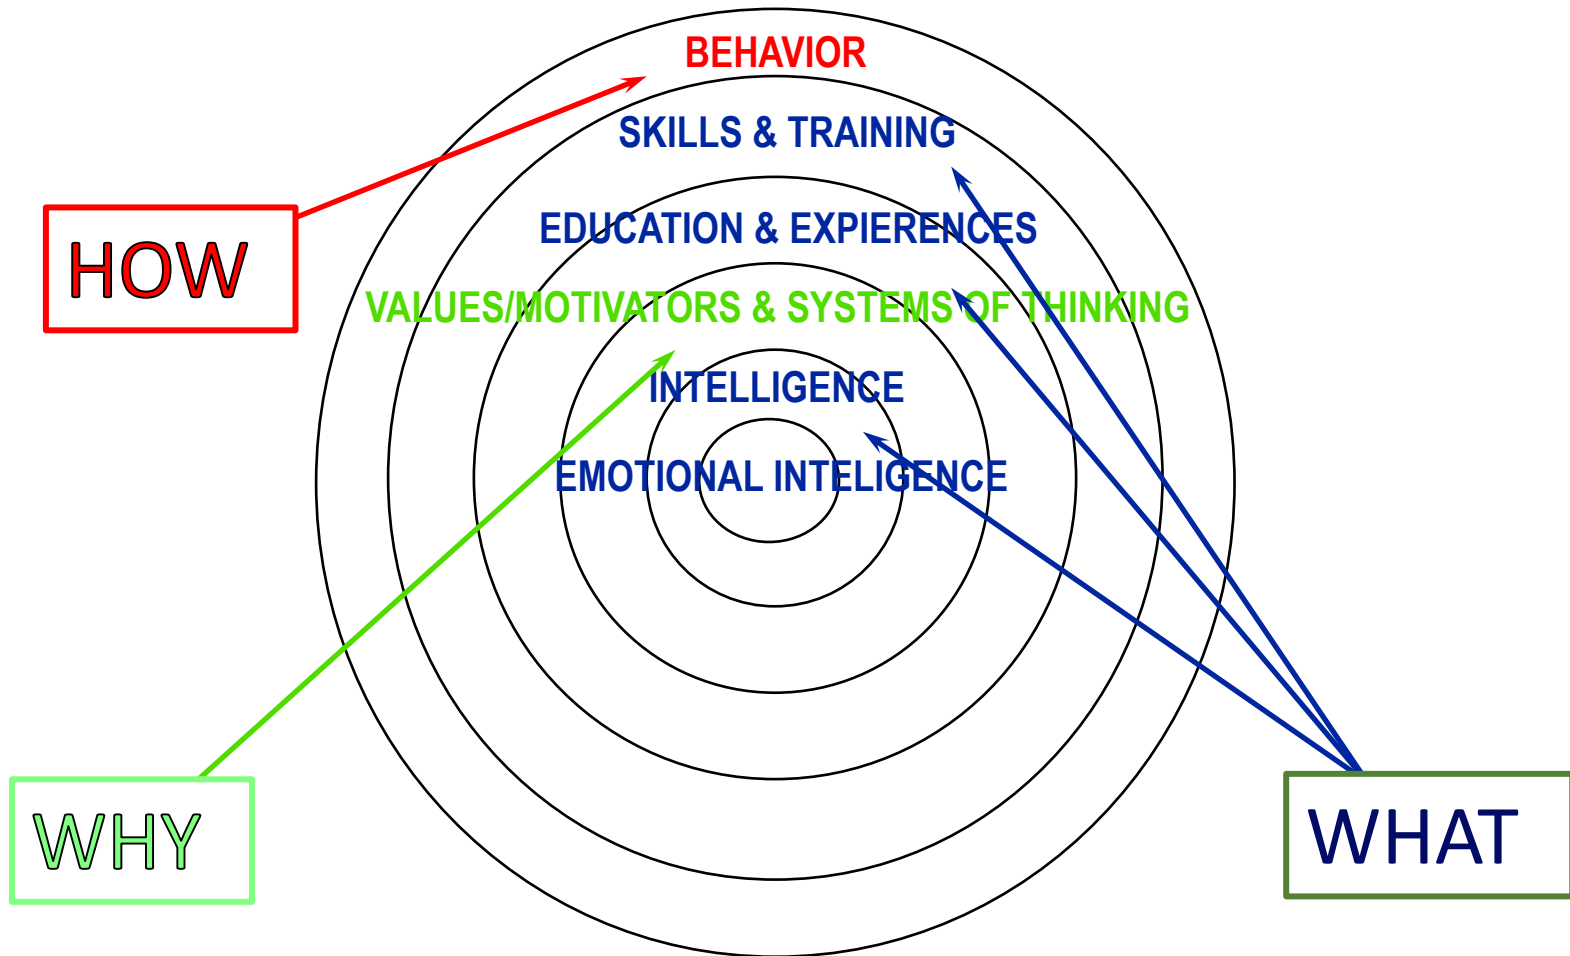 BEHAVIOR
SKILLS & TRAINING
EDUCATION & EXPIERENCES
HOW
VALUES/MOTIVATORS & SYSTEMS OF THINKING
INTELLIGENCE
EMOTIONAL INTELIGENCE
WHY
WHAT